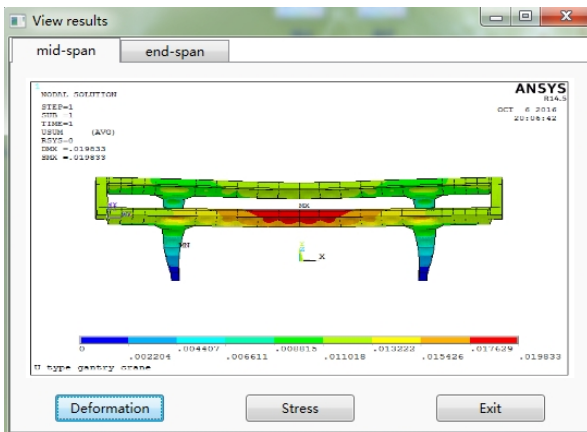 View results
mid-span end-span
1
NODAL SOLUTION
STEP=1
SUB =1
TIME=1
USUM (AVG)
RSYS=0
DMX =.019833
SMX =.019833
ANSYS
R14.5
OCT 6 2016
20:06:42
MX
MN
X
0 .002204 .004407 .006611 .008815 .011018 .013222 .015426 .017629 .019833
U type gantry crane
Deformation Stress Exit